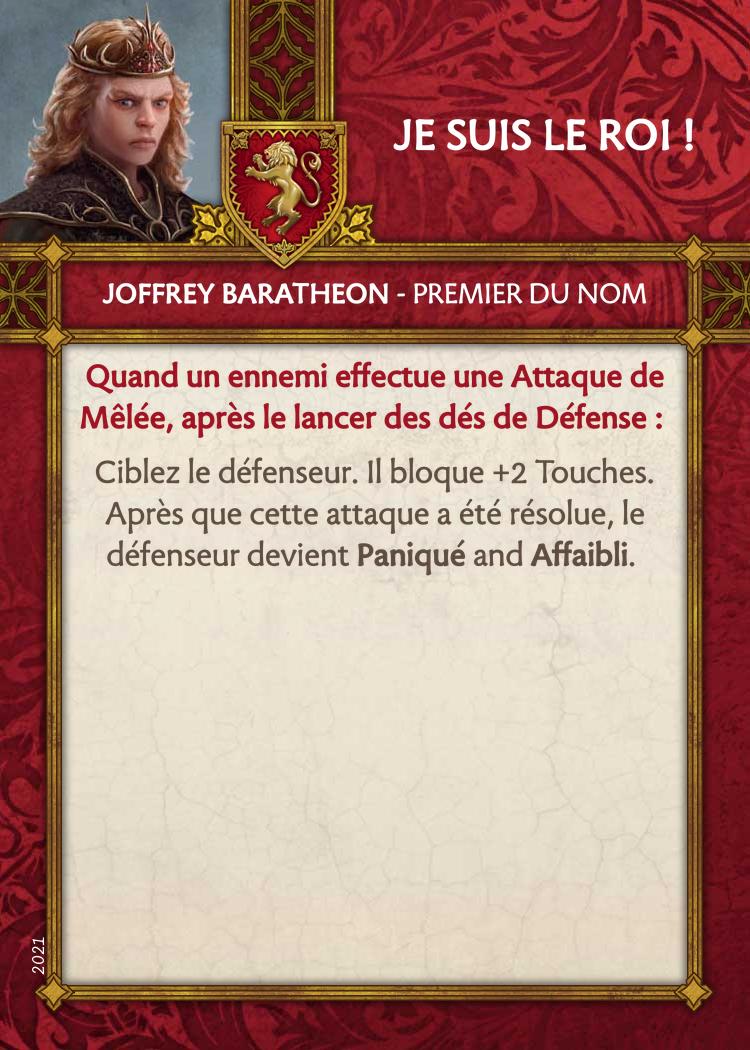 JE SUIS LE ROI !
JOFFREY BARATHEON - PREMIER DU NOM
Quand un ennemi effectue une Attaque de
Mêlée, après le lancer des dés de Défense :
Ciblez le défenseur. Il bloque +2 Touches.
Après que cette attaque a été résolue, le
défenseur devient Paniqué and Affaibli.
2021